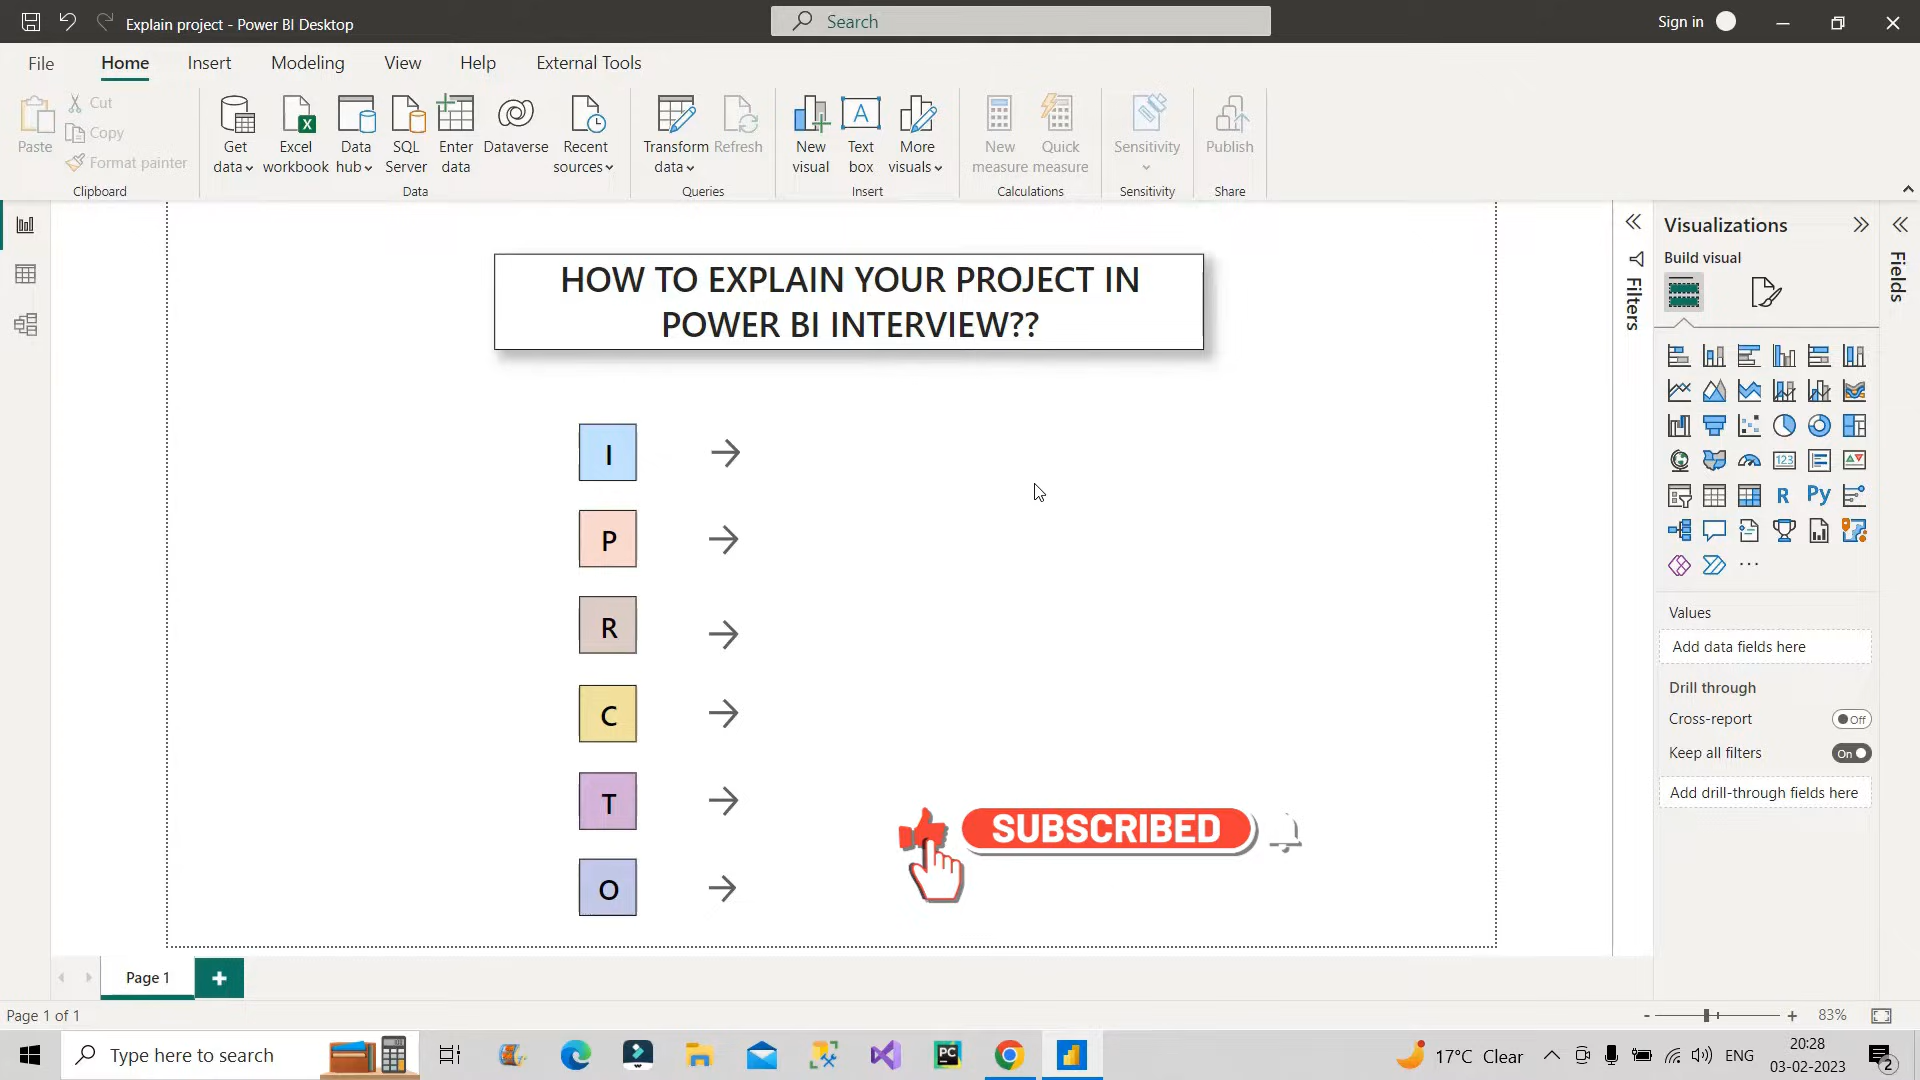 Explain project - Power BI Desktop
Search
Sign in
File Home Insert Modeling View Help External Tools
Paste
Cut
Copy
Format painter
Clipboard
Get data
Excel workbook
Data hub
SQL Server
Enter data
Dataverse
Recent sources
Data
Transform data
Refresh
Queries
New visual
Text box
More visuals
Insert
New measure
Quick measure
Calculations
Sensitivity
Sensitivity
Publish
Share
HOW TO EXPLAIN YOUR PROJECT IN
POWER BI INTERVIEW??
I
P
R
C
T
O
SUBSCRIBED
Filters
Visualizations
Build visual
123
R
Py
Values
Add data fields here
Drill through
Cross-report
Off
Keep all filters
On
Add drill-through fields here
Fields
Page 1
Page 1 of 1
83%
Type here to search
PC
17°C Clear
ENG
20:28
03-02-2023
2